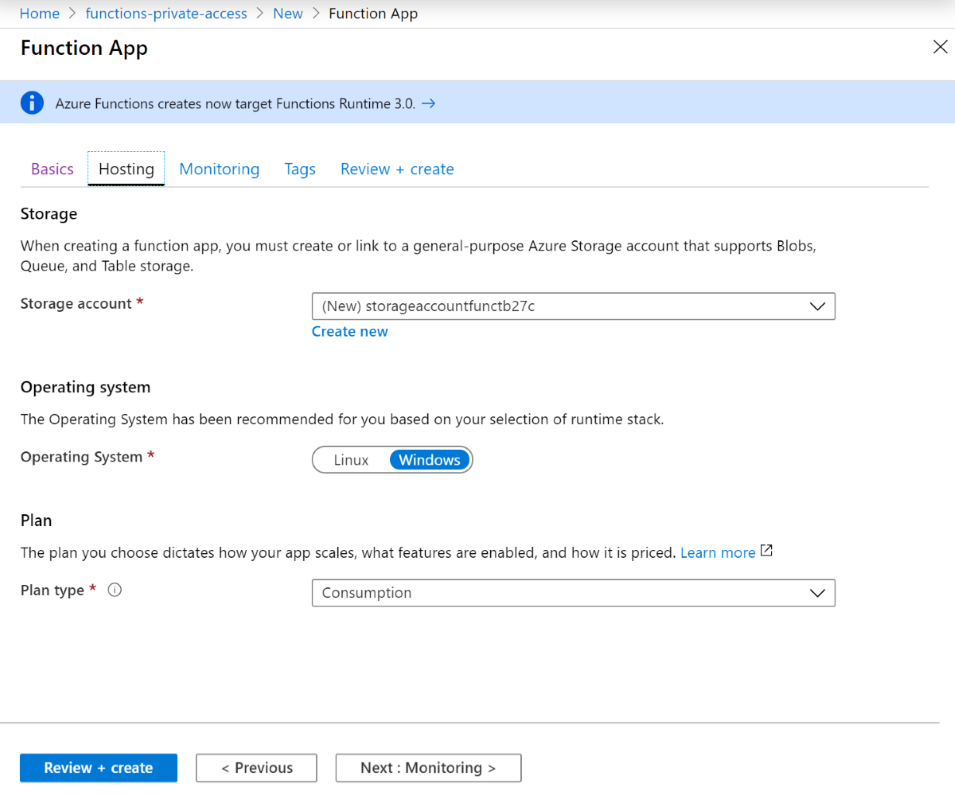 Home > functions-private-access > New > Function App
Function App
Azure Functions creates now target Functions Runtime 3.0. →
Basics Hosting Monitoring Tags Review + create
Storage
When creating a function app, you must create or link to a general-purpose Azure Storage account that supports Blobs,
Queue, and Table storage.
Storage account * (New) storageaccountfunctb27c
Create new
Operating system
The Operating System has been recommended for you based on your selection of runtime stack.
Operating System * Linux Windows
Plan
The plan you choose dictates how your app scales, what features are enabled, and how it is priced. Learn more
Plan type * Consumption
Review + create < Previous Next : Monitoring >